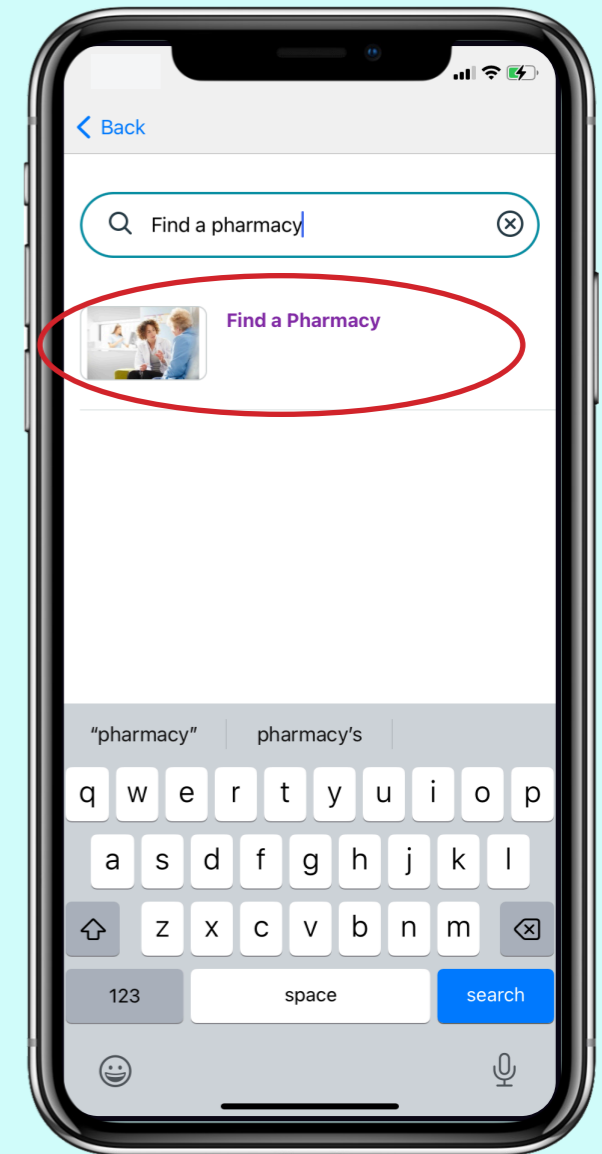 Back
Find a pharmacy
Find a Pharmacy
“pharmacy” pharmacy’s
q w e r t y u i o p
a s d f g h j k l
z x c v b n m
123 space search